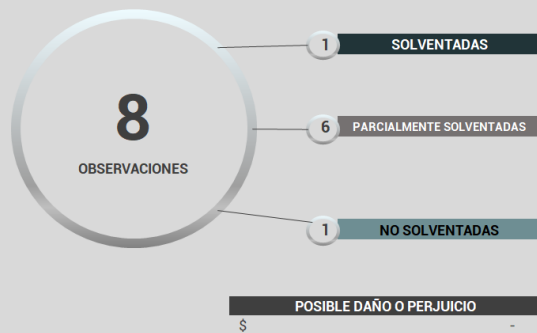 8
OBSERVACIONES
1 SOLVENTADAS
6 PARCIALMENTE SOLVENTADAS
1 NO SOLVENTADAS
POSIBLE DAÑO O PERJUICIO
$ -